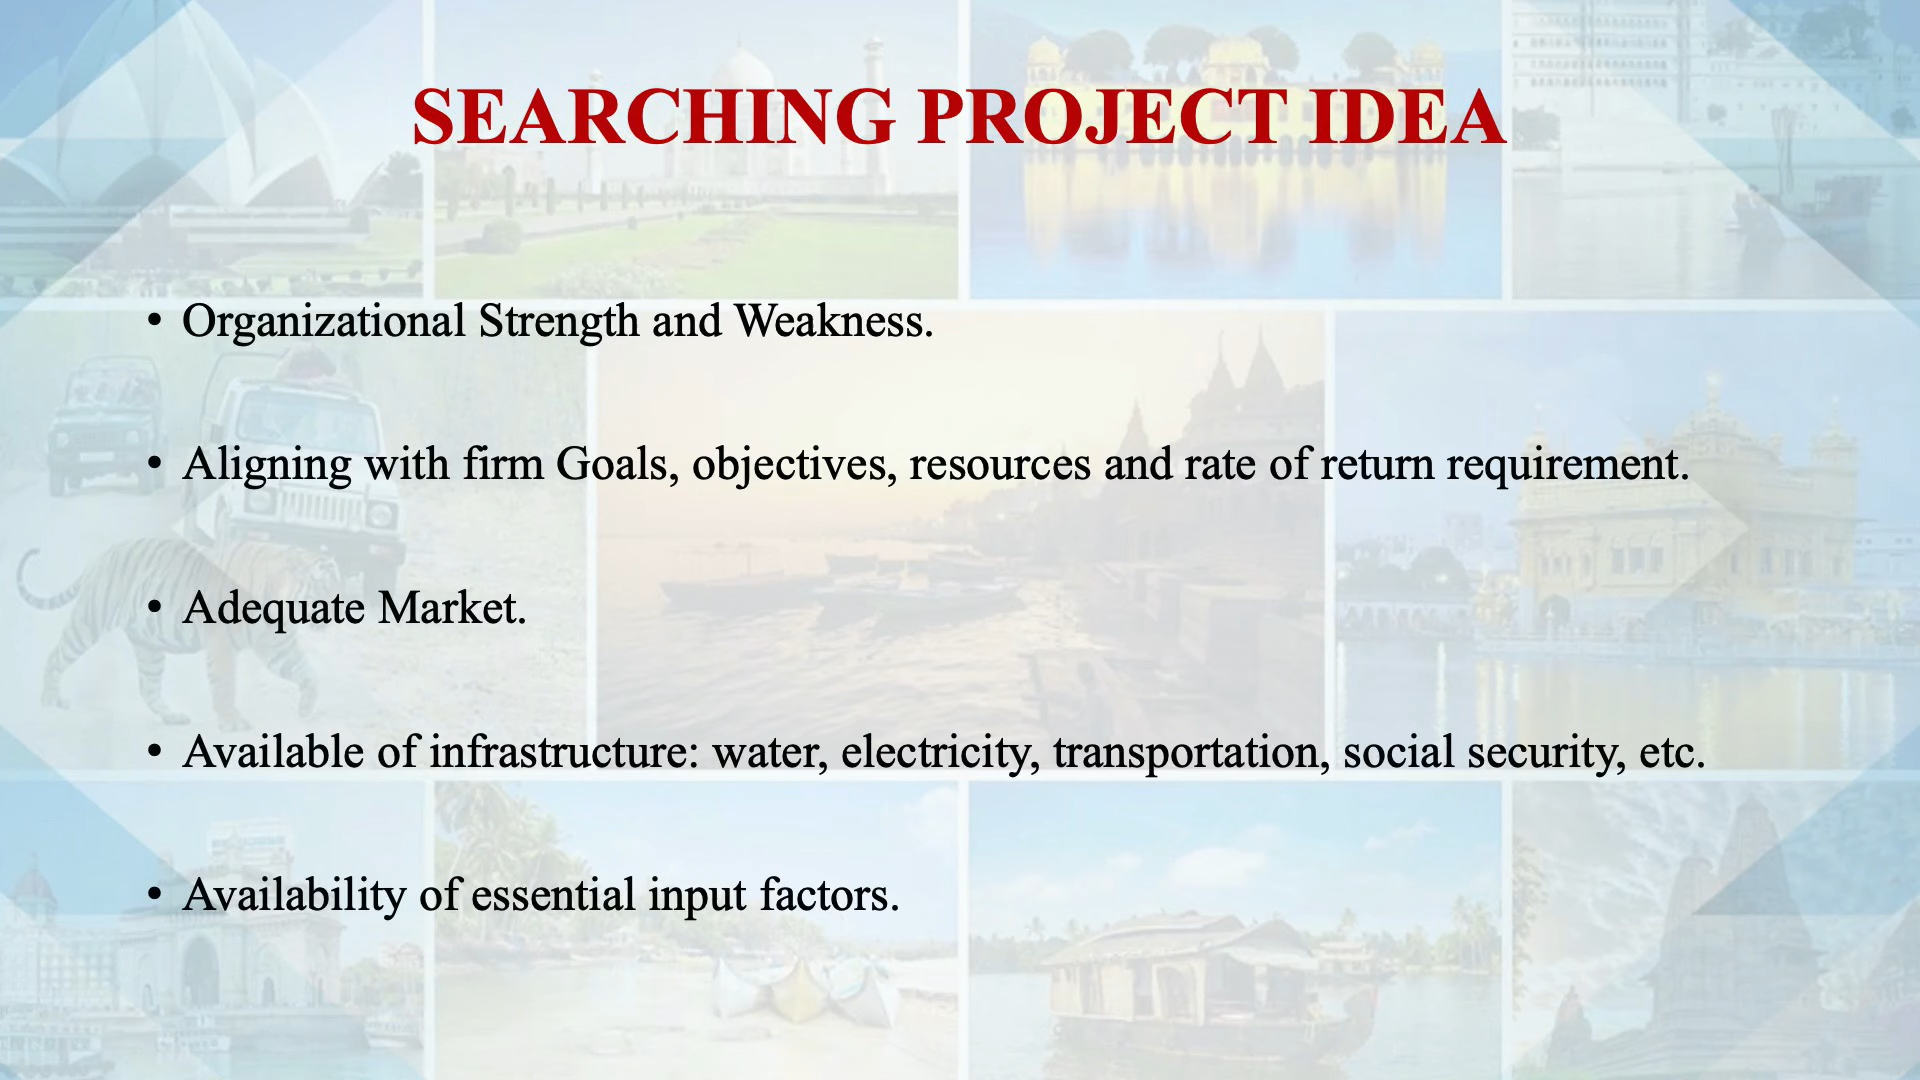 SEARCHING PROJECT IDEA
• Organizational Strength and Weakness.
• Aligning with firm Goals, objectives, resources and rate of return requirement.
• Adequate Market.
• Available of infrastructure: water, electricity, transportation, social security, etc.
• Availability of essential input factors.